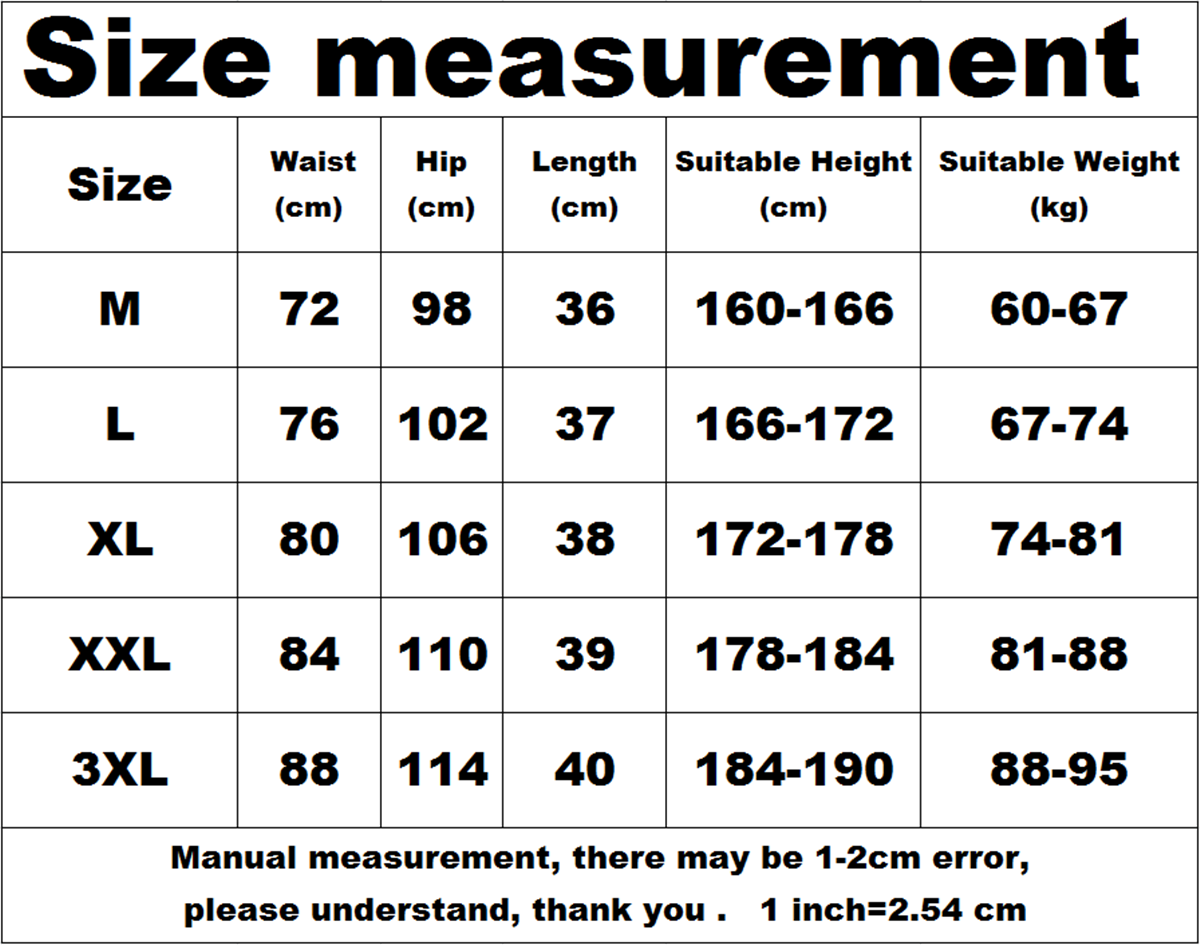 Size measurement
Size Waist (cm) Hip (cm) Length (cm) Suitable Height (cm) Suitable Weight (kg)
M 72 98 36 160-166 60-67
L 76 102 37 166-172 67-74
XL 80 106 38 172-178 74-81
XXL 84 110 39 178-184 81-88
3XL 88 114 40 184-190 88-95
Manual measurement, there may be 1-2cm error,
please understand, thank you . 1 inch=2.54 cm